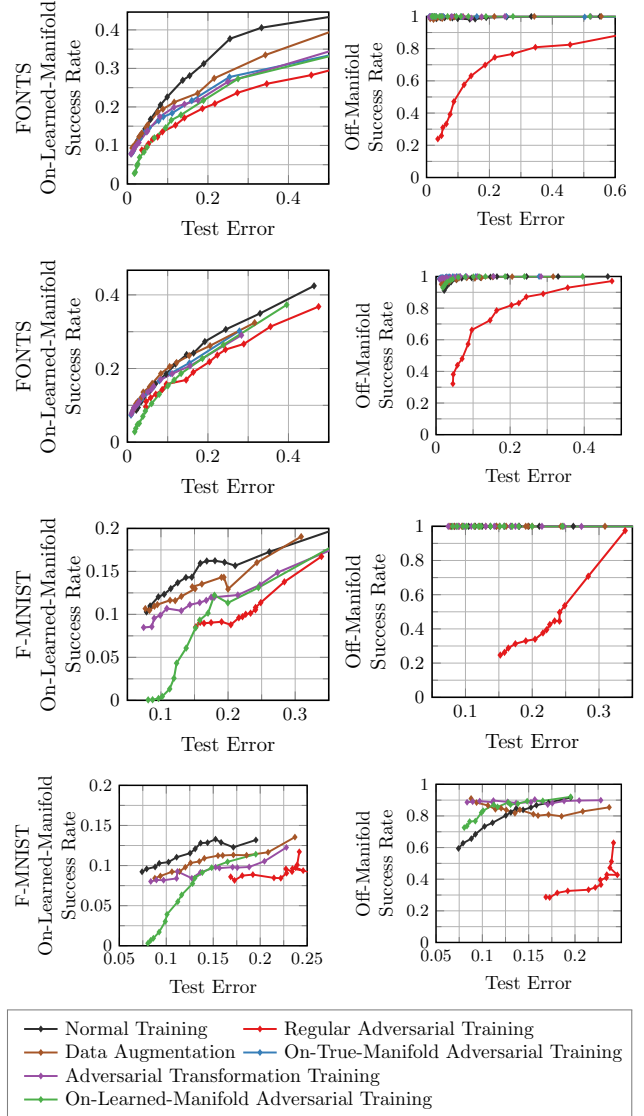 FONTS
On-Learned-Manifold
Success Rate
0.4
0.3
0.2
0.1
0
0
0.2
0.4
Test Error
Off-Manifold
Success Rate
1
0.8
0.6
0.4
0.2
0
0
0.2
0.4
0.6
Test Error
FONTS
On-Learned-Manifold
Success Rate
0.4
0.2
0
0
0.2
0.4
Test Error
Off-Manifold
Success Rate
1
0.8
0.6
0.4
0.2
0
0
0.1
0.2
0.3
0.4
0.5
Test Error
F-MNIST
On-Learned-Manifold
Success Rate
0.2
0.15
0.1
0.05
0
0.1
0.2
0.3
Test Error
Off-Manifold
Success Rate
1
0.8
0.6
0.4
0.2
0
0.1
0.2
0.3
Test Error
F-MNIST
On-Learned-Manifold
Success Rate
0.2
0.15
0.1
0.05
0
0.05
0.1
0.15
0.2
0.25
Test Error
Off-Manifold
Success Rate
1
0.8
0.6
0.4
0.2
0
0.05
0.1
0.15
0.2
Test Error
Normal Training
Regular Adversarial Training
Data Augmentation
On-True-Manifold Adversarial Training
Adversarial Transformation Training
On-Learned-Manifold Adversarial Training